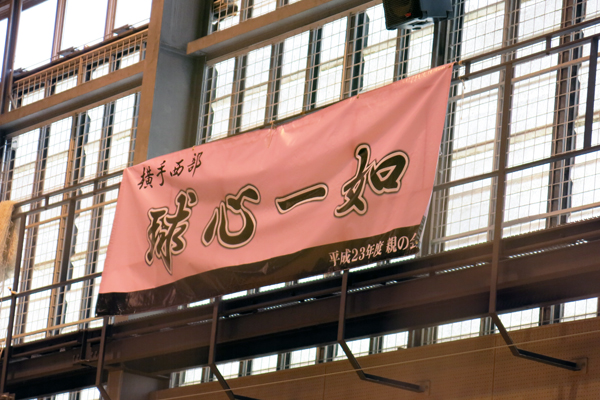 横手西部
球心一如
平成23年度 親の会